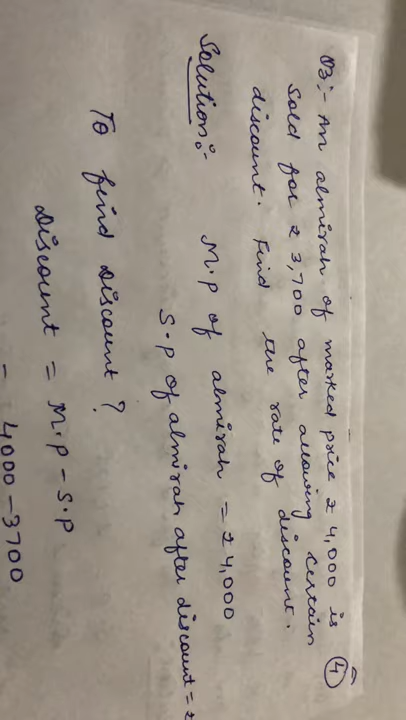 ④
Q3:- An almirah of marked price ₹ 4,000 is
sold for ₹ 3,700 after allowing certain
discount. Find the rate of discount.
Solution:- M.P of almirah = ₹ 4,000
S.P of almirah after discount = ₹
To find Discount ?
Discount = M.P - S.P
= 4000 - 3700